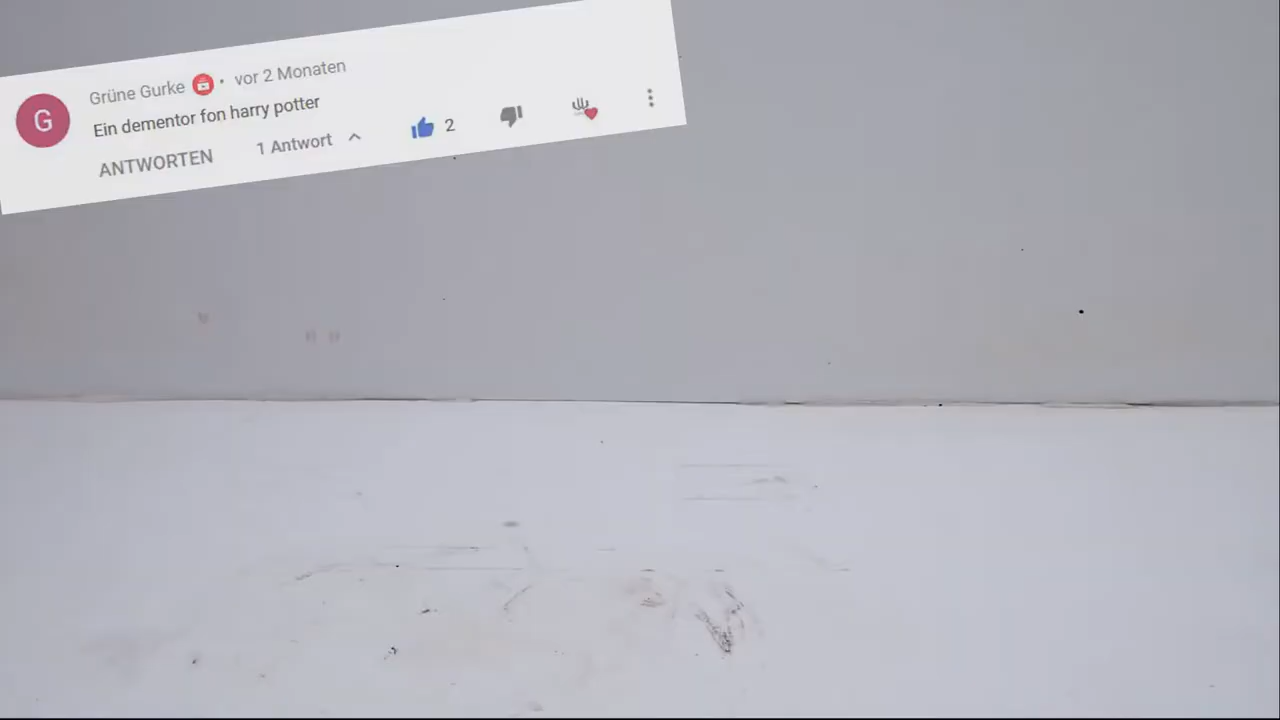 G
Grüne Gurke · vor 2 Monaten
Ein dementor fon harry potter
ANTWORTEN 1 Antwort 2